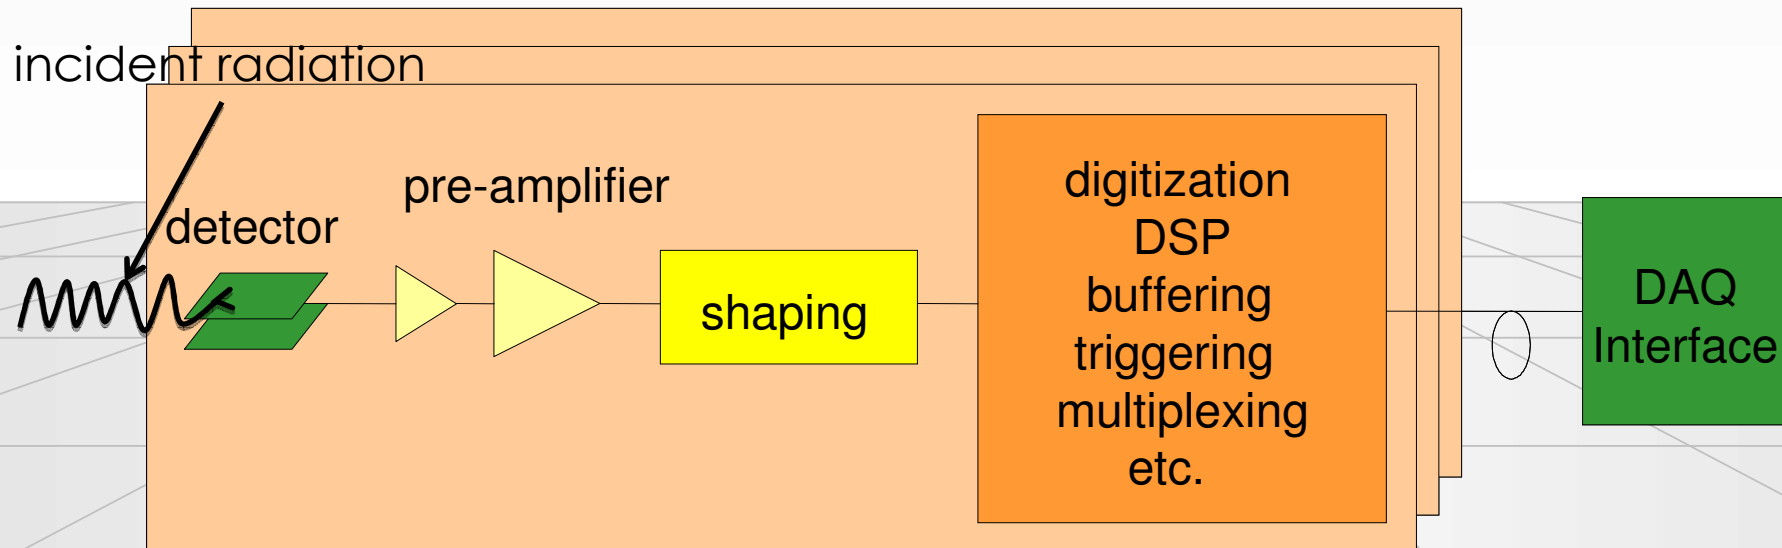 incident radiation
pre-amplifier
detector
shaping
digitization
DSP
buffering
triggering
multiplexing
etc.
DAQ
Interface